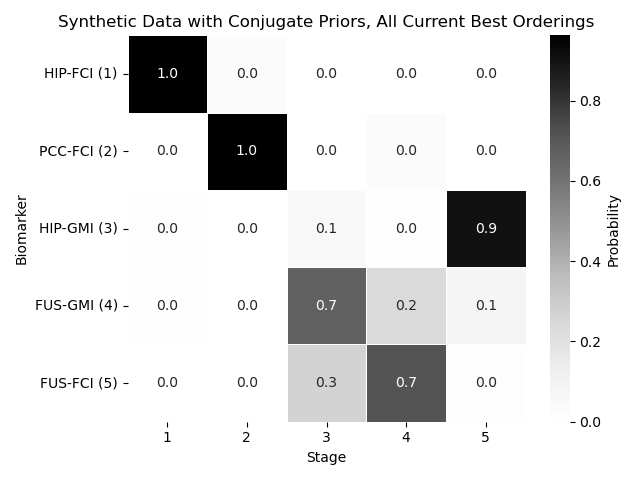 Synthetic Data with Conjugate Priors, All Current Best Orderings
HIP-FCI (1) 1.0 0.0 0.0 0.0 0.0
PCC-FCI (2) 0.0 1.0 0.0 0.0 0.0
HIP-GMI (3) 0.0 0.0 0.1 0.0 0.9
FUS-GMI (4) 0.0 0.0 0.7 0.2 0.1
FUS-FCI (5) 0.0 0.0 0.3 0.7 0.0
1 2 3 4 5
Stage
Biomarker
0.8
0.6
0.4
0.2
0.0
Probability